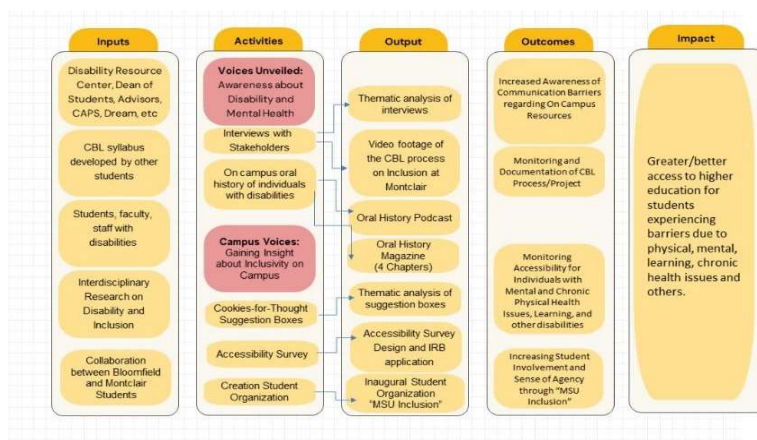 Inputs
Disability Resource
Center, Dean of
Students, Advisors,
CAPS, Dream, etc
CBL syllabus
developed by other
students
Students, faculty,
staff with
disabilities
Interdisciplinary
Research on
Disability and
Inclusion
Collaboration
between Bloomfield
and Montclair
Students
Activities
Voices Unveiled:
Awareness about
Disability and
Mental Health
Interviews with
Stakeholders
On campus oral
history of individuals
with disabilities
Campus Voices:
Gaining Insight
about Inclusivity on
Campus
Cookies-for-Thought
Suggestion Boxes
Accessibility Survey
Creation Student
Organization
Output
Thematic analysis of
interviews
Video footage of
the CBL process
on Inclusion at
Montclair
Oral History Podcast
Oral History
Magazine
(4 Chapters)
Thematic analysis of
suggestion boxes
Accessibility Survey
Design and IRB
application
Inaugural Student
Organization
"MSU Inclusion"
Outcomes
Increased Awareness of
Communication Barriers
regarding On Campus
Resources
Monitoring and
Documentation of CBL
Process/Project
Monitoring
Accessibility for
Individuals with
Mental and Chronic
Physical Health
Issues, Learning, and
other disabilities
Increasing Student
Involvement and
Sense of Agency
through "MSU
Inclusion"
Impact
Greater/better
access to higher
education for
students
experiencing
barriers due to
physical, mental,
learning, chronic
health issues and
others.